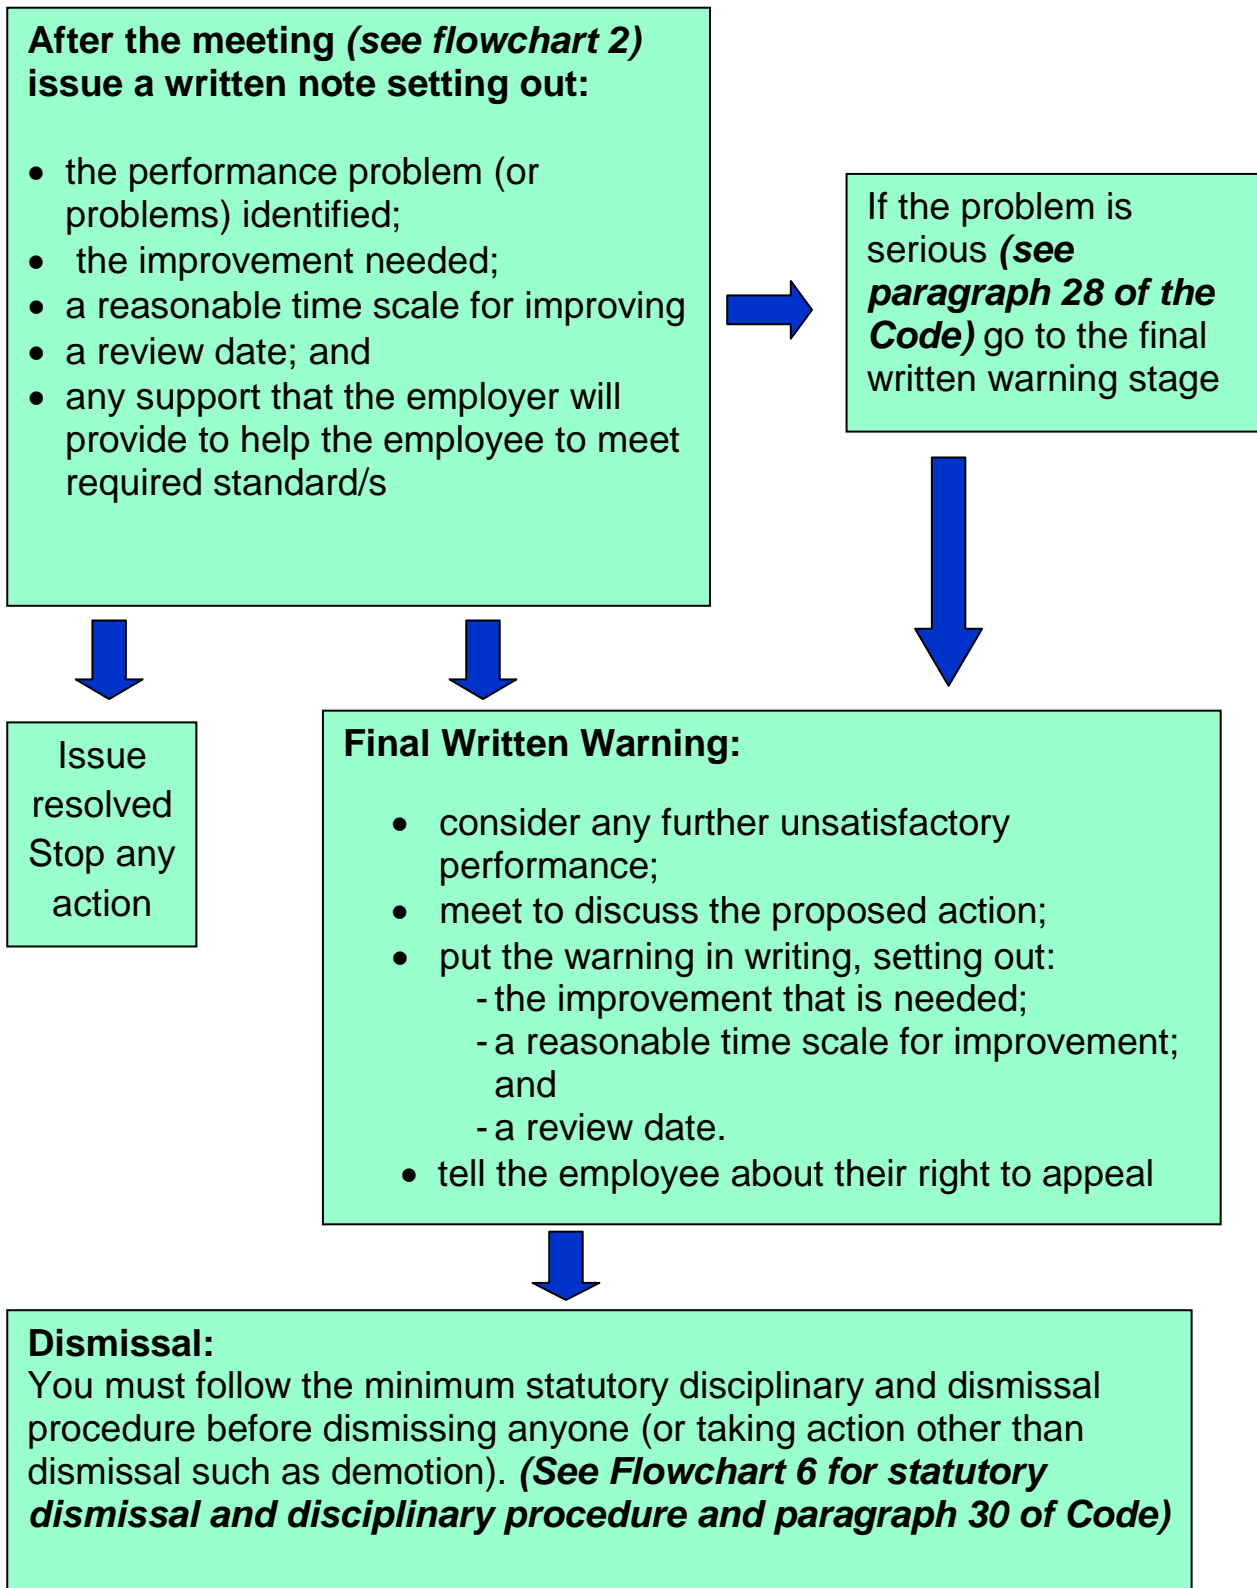 After the meeting (see flowchart 2)
issue a written note setting out:
• the performance problem (or
problems) identified;
• the improvement needed;
• a reasonable time scale for improving
• a review date; and
• any support that the employer will
provide to help the employee to meet
required standard/s
If the problem is
serious (see
paragraph 28 of the
Code) go to the final
written warning stage
Issue
resolved
Stop any
action
Final Written Warning:
• consider any further unsatisfactory
performance;
• meet to discuss the proposed action;
• put the warning in writing, setting out:
- the improvement that is needed;
- a reasonable time scale for improvement;
and
- a review date.
• tell the employee about their right to appeal
Dismissal:
You must follow the minimum statutory disciplinary and dismissal
procedure before dismissing anyone (or taking action other than
dismissal such as demotion). (See Flowchart 6 for statutory
dismissal and disciplinary procedure and paragraph 30 of Code)